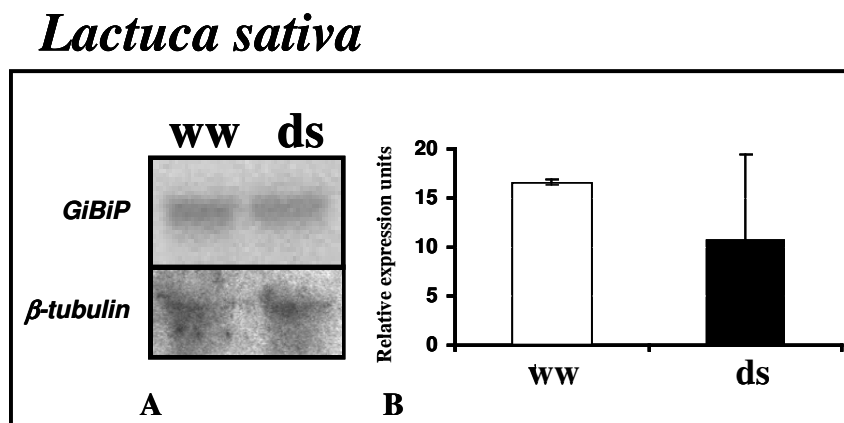 Lactuca sativa
ww ds
GiBiP
β-tubulin
A
Relative expression units
20
15
10
5
0
ww ds
B